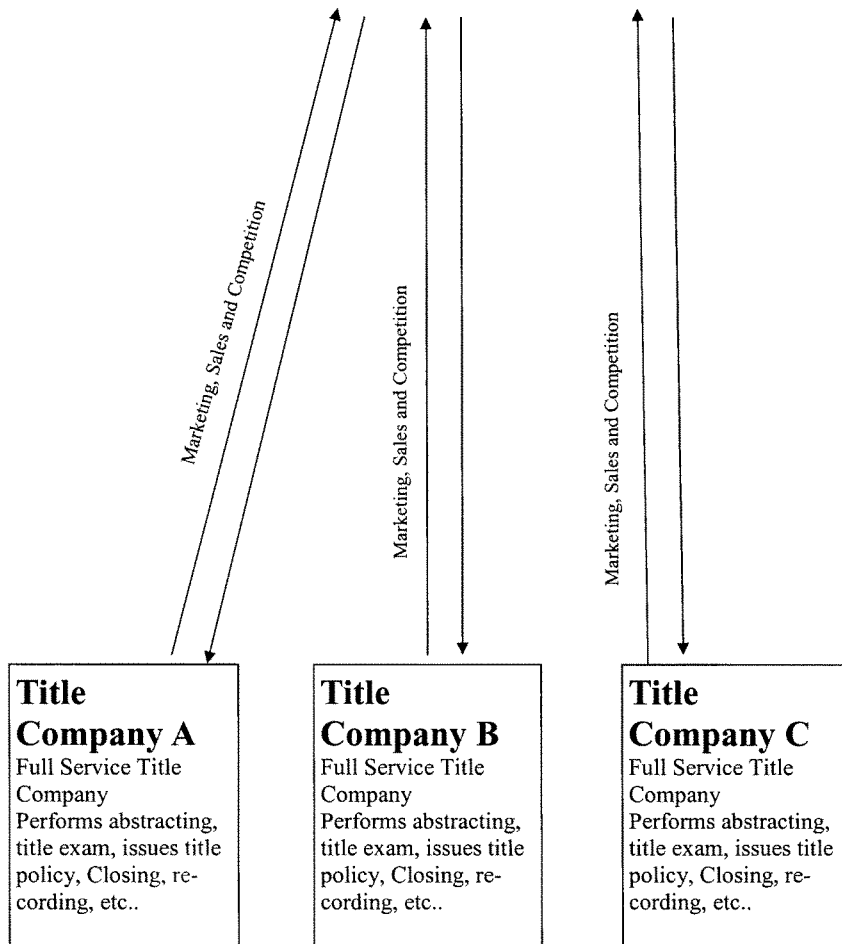 Marketing, Sales and Competition
Marketing, Sales and Competition
Marketing, Sales and Competition
Title
Company A
Full Service Title
Company
Performs abstracting,
title exam, issues title
policy, Closing, re-
cording, etc..
Title
Company B
Full Service Title
Company
Performs abstracting,
title exam, issues title
policy, Closing, re-
cording, etc..
Title
Company C
Full Service Title
Company
Performs abstracting,
title exam, issues title
policy, Closing, re-
cording, etc..